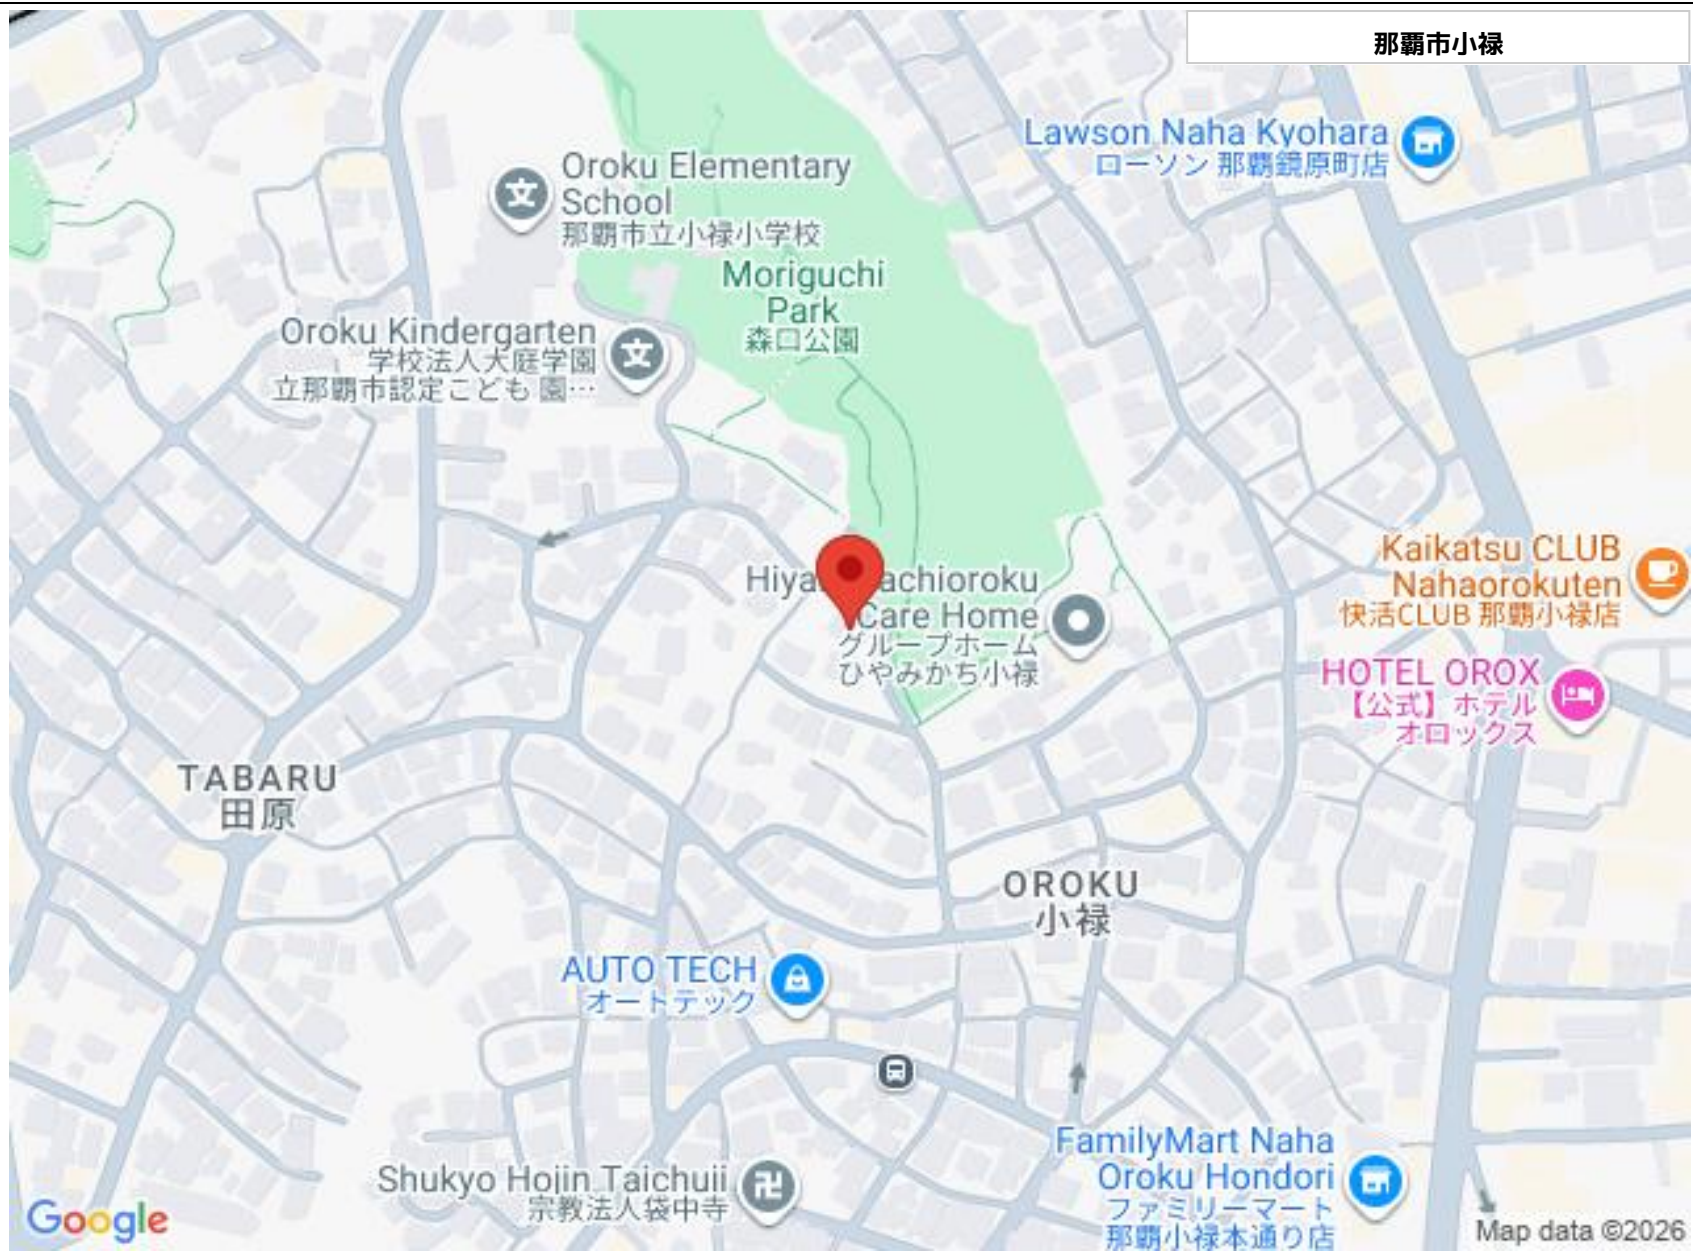 那覇市小禄
Lawson Naha Kyohara
ローソン 那覇鏡原町店
Oroku Elementary
School
那覇市立小禄小学校
Moriguchi
Park
森口公園
Oroku Kindergarten
学校法人大庭学園
立那覇市認定こども 園…
Kaikatsu CLUB
Nahaorokuten
快活CLUB 那覇小禄店
achioroku
Care Home
グループホーム
ひやみかち小禄
HOTEL OROX
【公式】ホテル
オロックス
TABARU
田原
OROKU
小禄
AUTO TECH
オートテック
FamilyMart Naha
Oroku Hondori
ファミリーマート
那覇小禄本通り店
Shukyo Hojin Taichuji
宗教法人袋中寺
Google
Map data ©2026